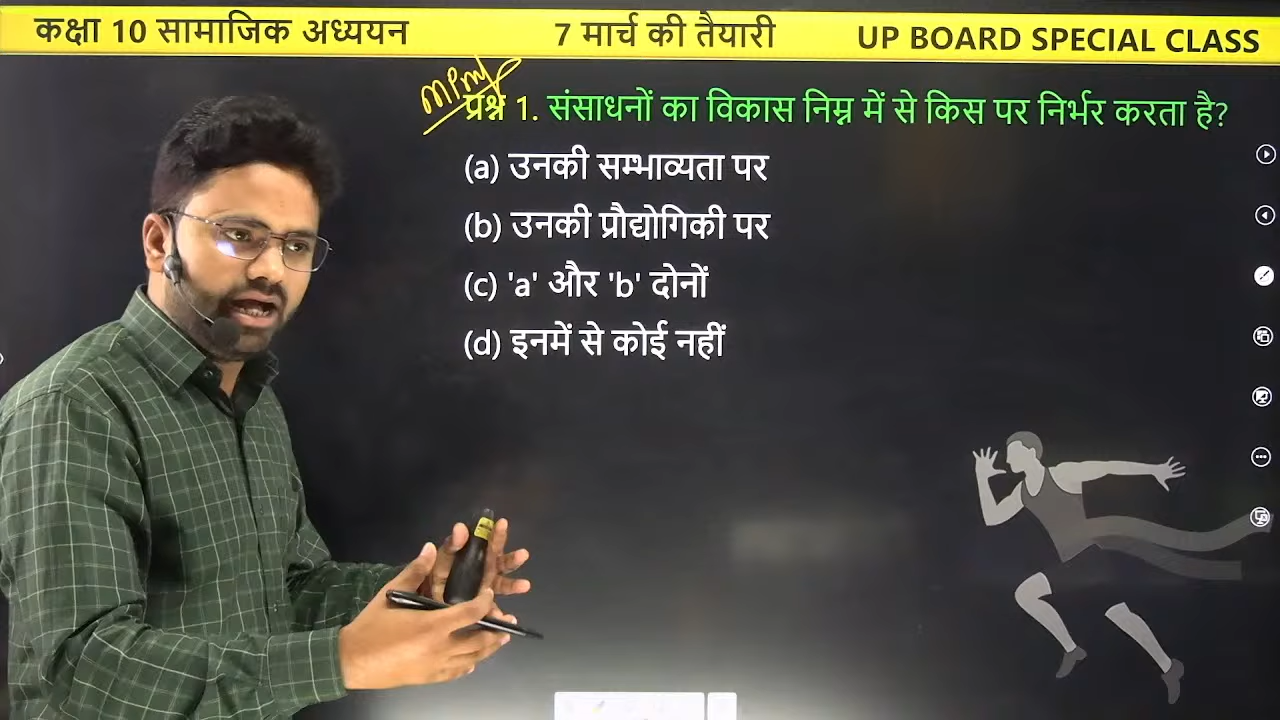 कक्षा 10 सामाजिक अध्ययन 7 मार्च की तैयारी UP BOARD SPECIAL CLASS
प्रश्न 1. संसाधनों का विकास निम्न में से किस पर निर्भर करता है?
(a) उनकी सम्भाव्यता पर
(b) उनकी प्रौद्योगिकी पर
(c) 'a' और 'b' दोनों
(d) इनमें से कोई नहीं